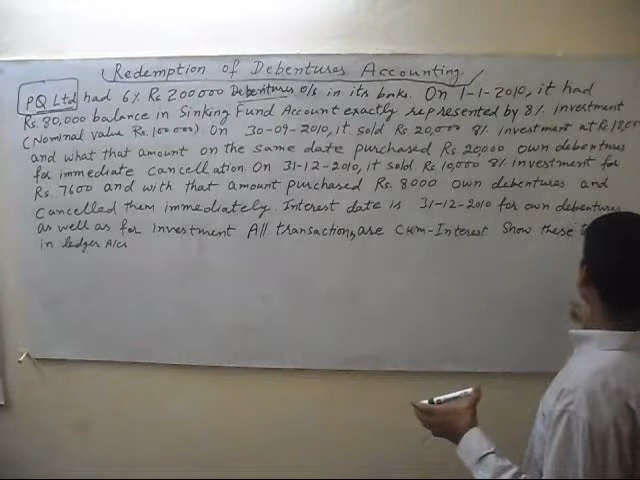 Redemption of Debentures Accounting
PQ Ltd had 6% Rs 200000 Debentures o/s in its books. On 1-1-2010, it had
Rs. 80,000 balance in Sinking Fund Account exactly represented by 8% investment
(Nominal value Rs. 100000) On 30-09-2010, it sold Rs 20,000 8% investment at Rs
and what that amount on the same date purchased Rs. 20,000 own debentures
for immediate cancellation. On 31-12-2010, it sold Rs 10,000 8% investment for
Rs. 7600 and with that amount purchased Rs. 8000 own debentures and
cancelled them immediately Interest date is 31-12-2010 for own debentures
as well as for investment All transactions, are Cum-Interest Show these
in ledger A/cs